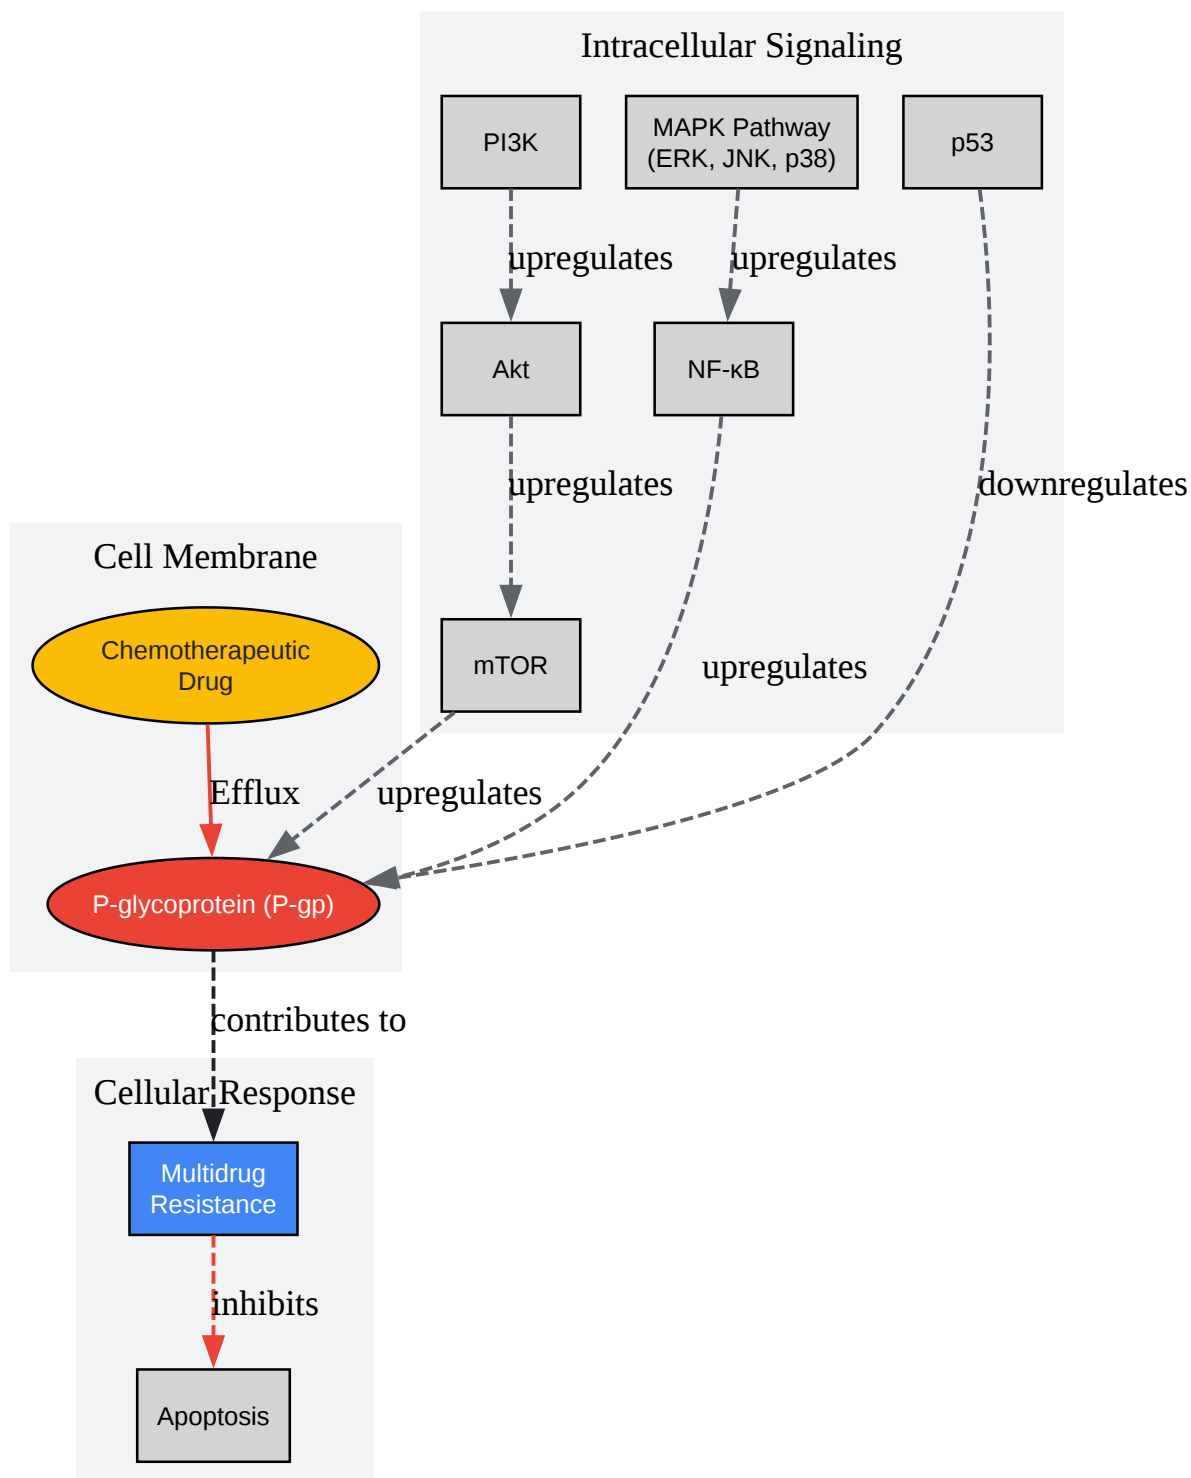 Intracellular Signaling
PI3K
MAPK Pathway
(ERK, JNK, p38)
p53
upregulates
upregulates
Akt
NF-κB
upregulates
downregulates
Cell Membrane
Chemotherapeutic
Drug
mTOR
upregulates
Efflux
upregulates
P-glycoprotein (P-gp)
contributes to
Cellular Response
Multidrug
Resistance
inhibits
Apoptosis